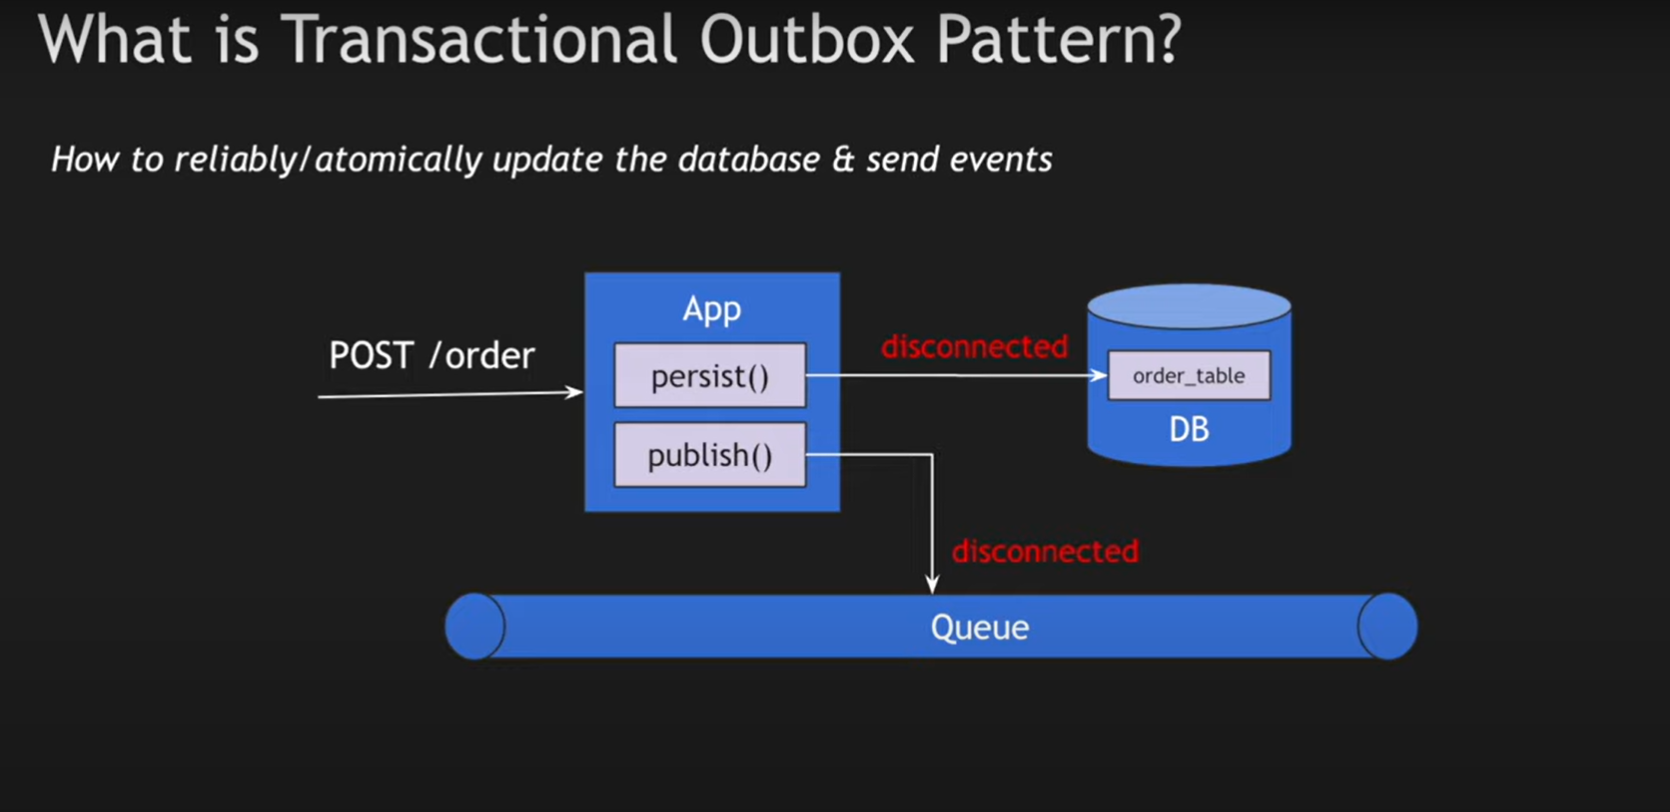 What is Transactional Outbox Pattern?
How to reliably/atomically update the database & send events
App
POST /order
persist()
disconnected
order_table
DB
publish()
disconnected
Queue